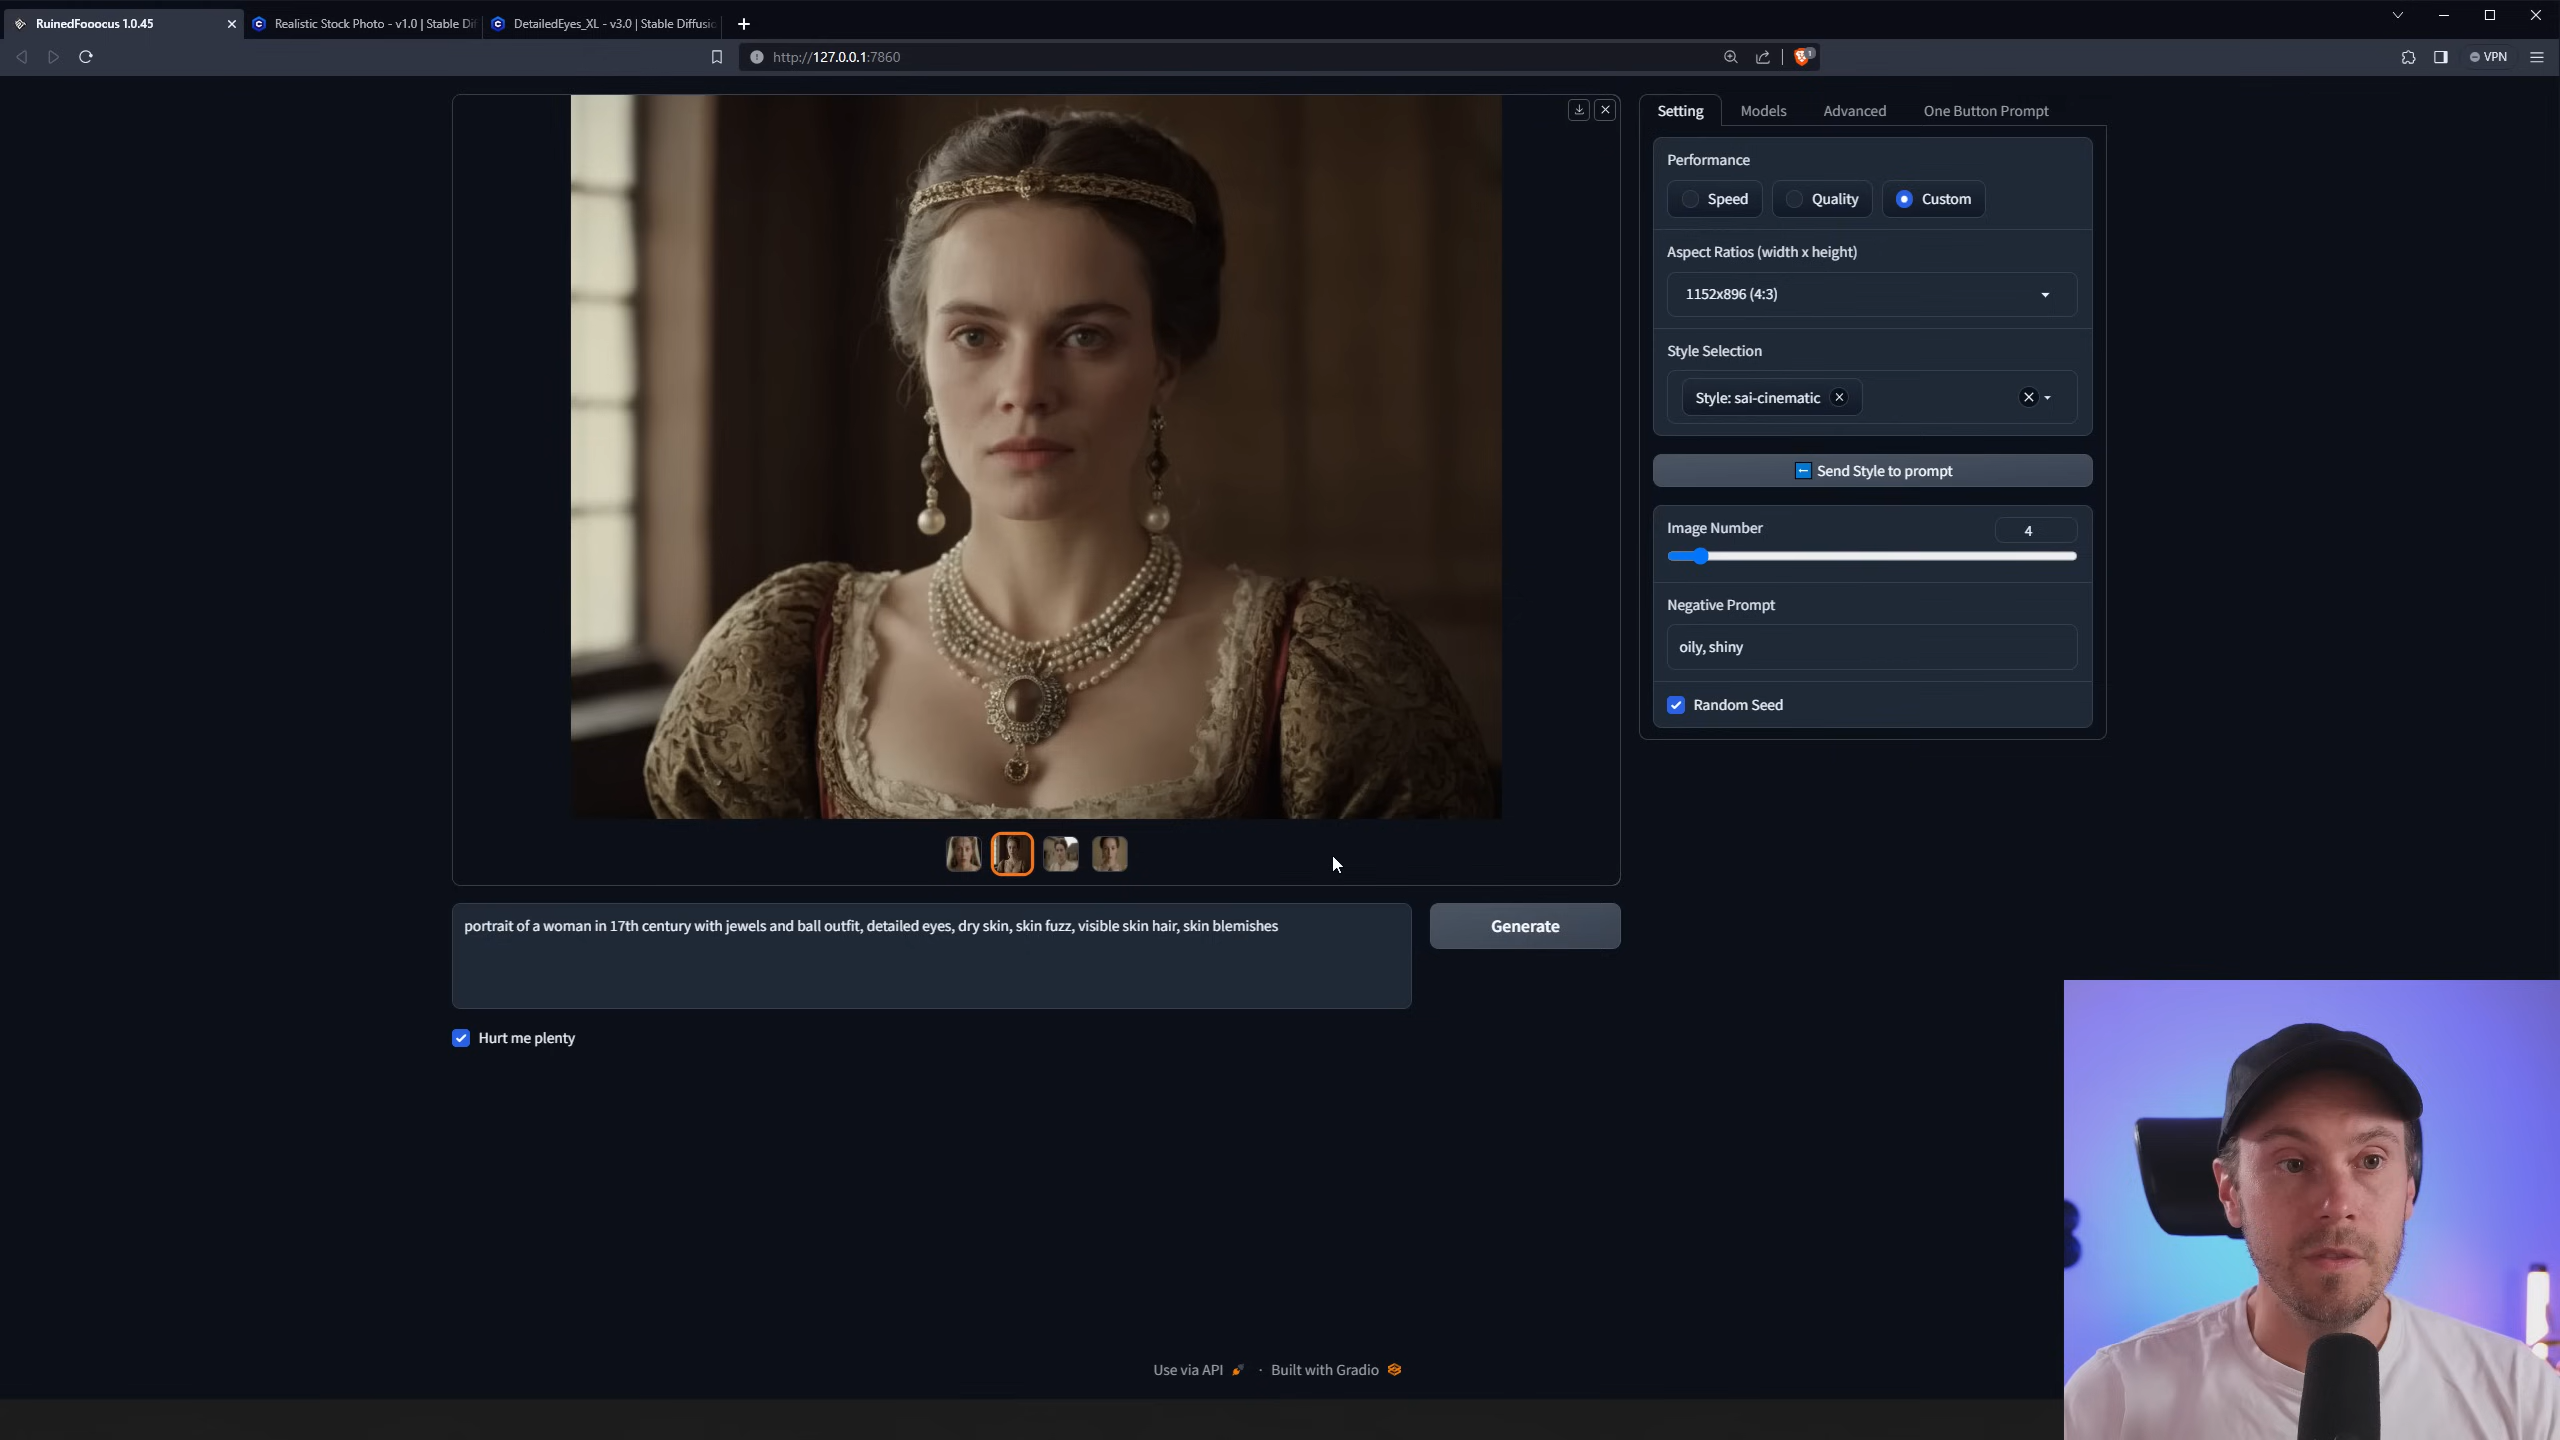 RuinedFooocus 1.0.45
Realistic Stock Photo - v1.0 | Stable Dif
DetailedEyes_XL - v3.0 | Stable Diffusio
http://127.0.0.1:7860
1
VPN
Setting
Models
Advanced
One Button Prompt
Performance
Speed
Quality
Custom
Aspect Ratios (width x height)
1152x896 (4:3)
Style Selection
Style: sai-cinematic
Send Style to prompt
Image Number
4
Negative Prompt
oily, shiny
Random Seed
portrait of a woman in 17th century with jewels and ball outfit, detailed eyes, dry skin, skin fuzz, visible skin hair, skin blemishes
Generate
Hurt me plenty
Use via API
· Built with Gradio